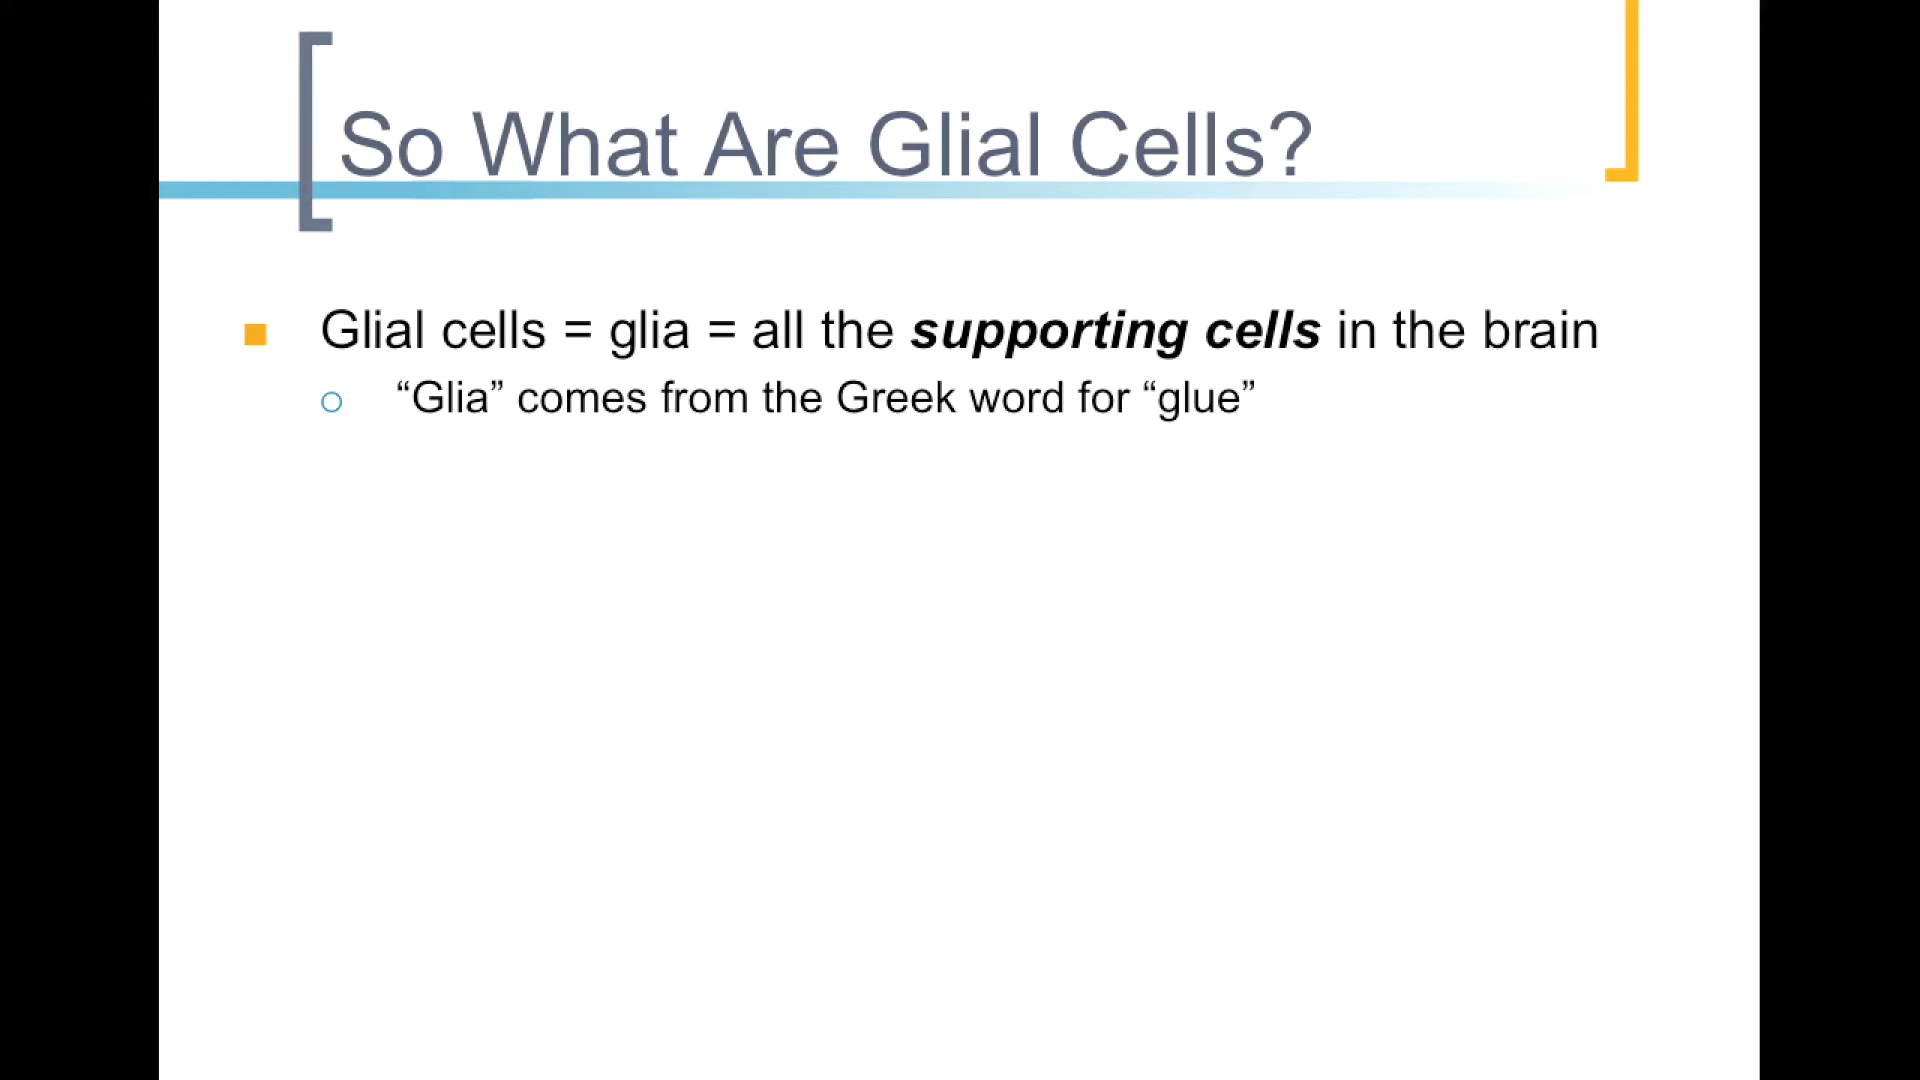 So What Are Glial Cells?
Glial cells = glia = all the supporting cells in the brain
“Glia” comes from the Greek word for “glue”